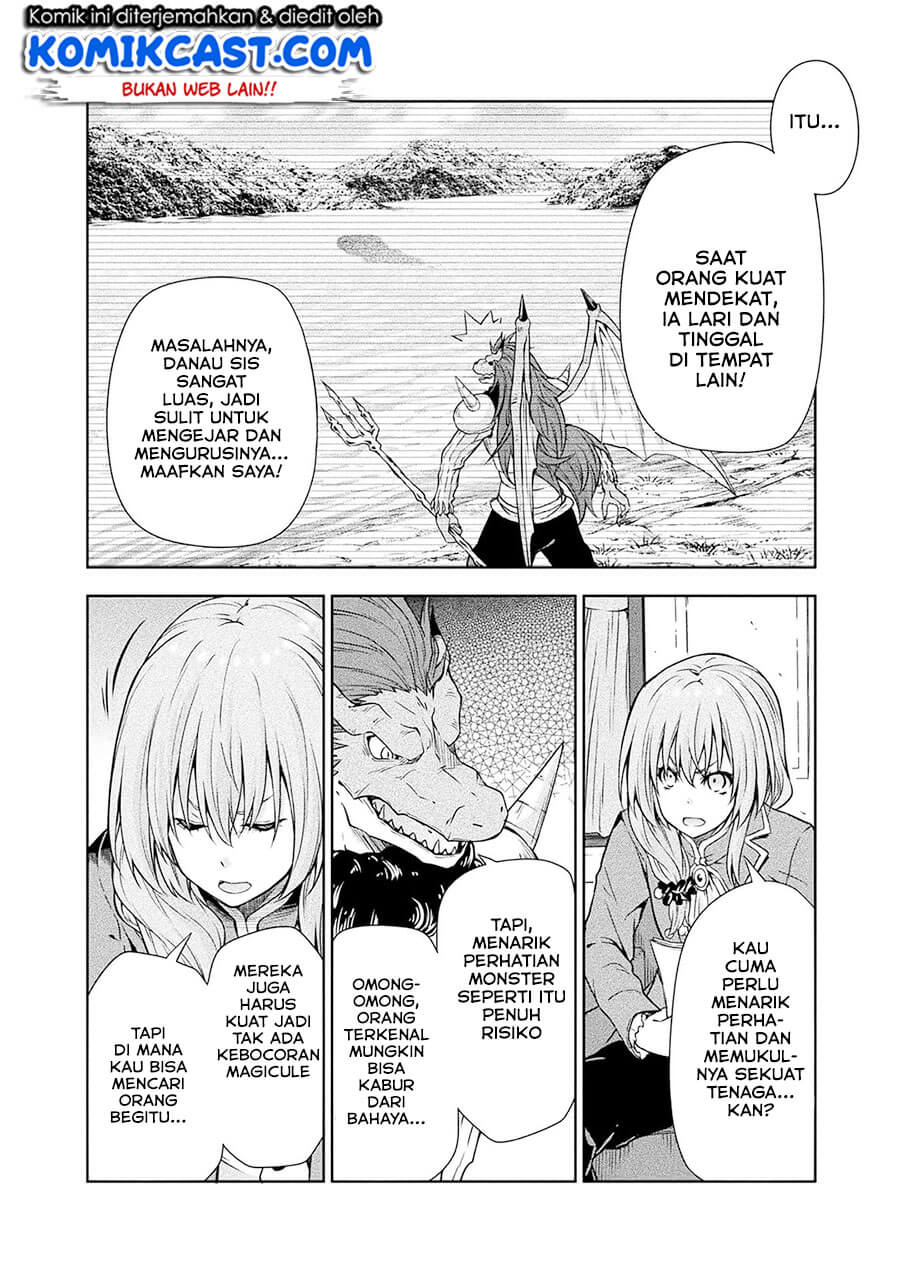 Komik ini diterjemahkan & diedit oleh
KOMIKCAST.COM
BUKAN WEB LAIN!!
ITU...
SAAT
ORANG KUAT
MENDEKAT,
IA LARI DAN
TINGGAL
DI TEMPAT
LAIN!
MASALAHNYA,
DANAU SIS
SANGAT
LUAS, JADI
SULIT UNTUK
MENGEJAR DAN
MENGURUSINYA...
MAAFKAN SAYA!
KAU
CUMA
PERLU
MENARIK
PERHA-
TIAN DAN
MEMUKUL-
NYA SEKUAT
TENAGA...
KAN?
TAPI,
MENARIK
PERHATIAN
MONSTER
SEPERTI ITU
PENUH
RISIKO
OMONG-
OMONG,
ORANG
TERKENAL
MUNGKIN
BISA
KABUR
DARI
BAHAYA...
MEREKA
JUGA
HARUS
KUAT JADI
TAK ADA
KEBOCORAN
MAGICULE
TAPI
DI MANA
KAU BISA
MENCARI
ORANG
BEGITU...